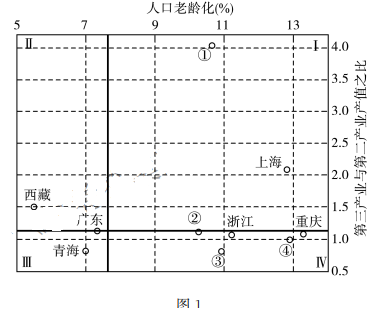 人口老龄化(%)
5 7 9 11 13
Ⅱ Ⅰ 4.0
①
3.5
3.0
2.5
上海 2.0
西藏 1.5
广东 ② 浙江 重庆
1.0
青海 ③ ④
Ⅲ Ⅳ 0.5
第三产业与第二产业产值之比
图 1